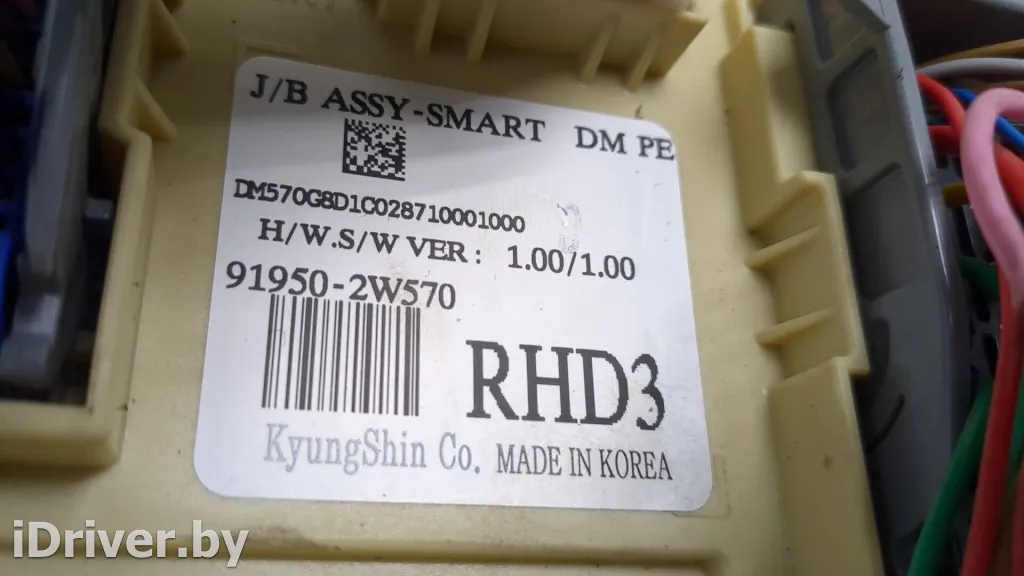 J/B ASSY-SMART DM PE
DM570G8D1C028710001000
H/W.S/W VER : 1.00/1.00
91950-2W570
RHD3
KyungShin Co. MADE IN KOREA
iDriver.by